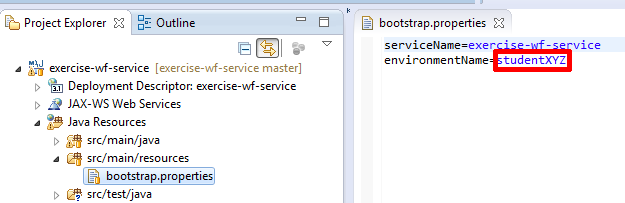 Project Explorer
Outline
exercise-wf-service [exercise-wf-service master]
Deployment Descriptor: exercise-wf-service
JAX-WS Web Services
Java Resources
src/main/java
src/main/resources
bootstrap.properties
src/test/java
bootstrap.properties
serviceName=exercise-wf-service
environmentName=studentXYZ